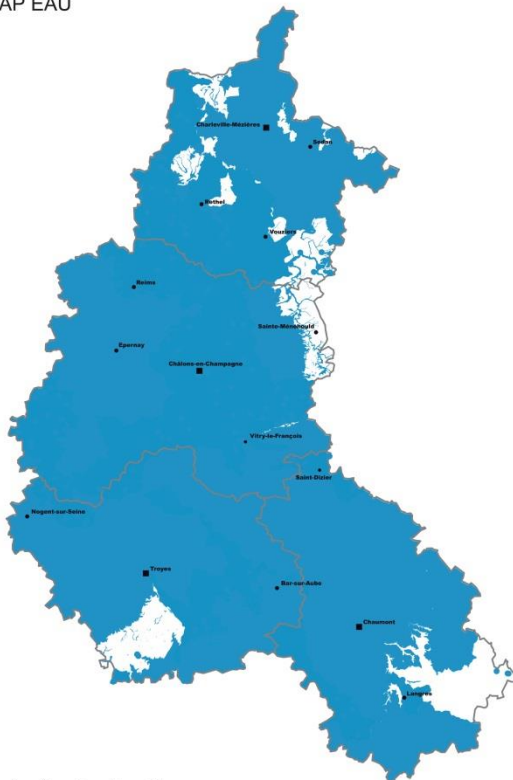 AP EAU
Charleville-Mézières
Sedan
Rethel
Vouziers
Reims
Sainte-Ménehould
Epernay
Châlons-en-Champagne
Vitry-le-François
Saint-Dizier
Nogent-sur-Seine
Troyes
Bar-sur-Aube
Chaumont
Langres